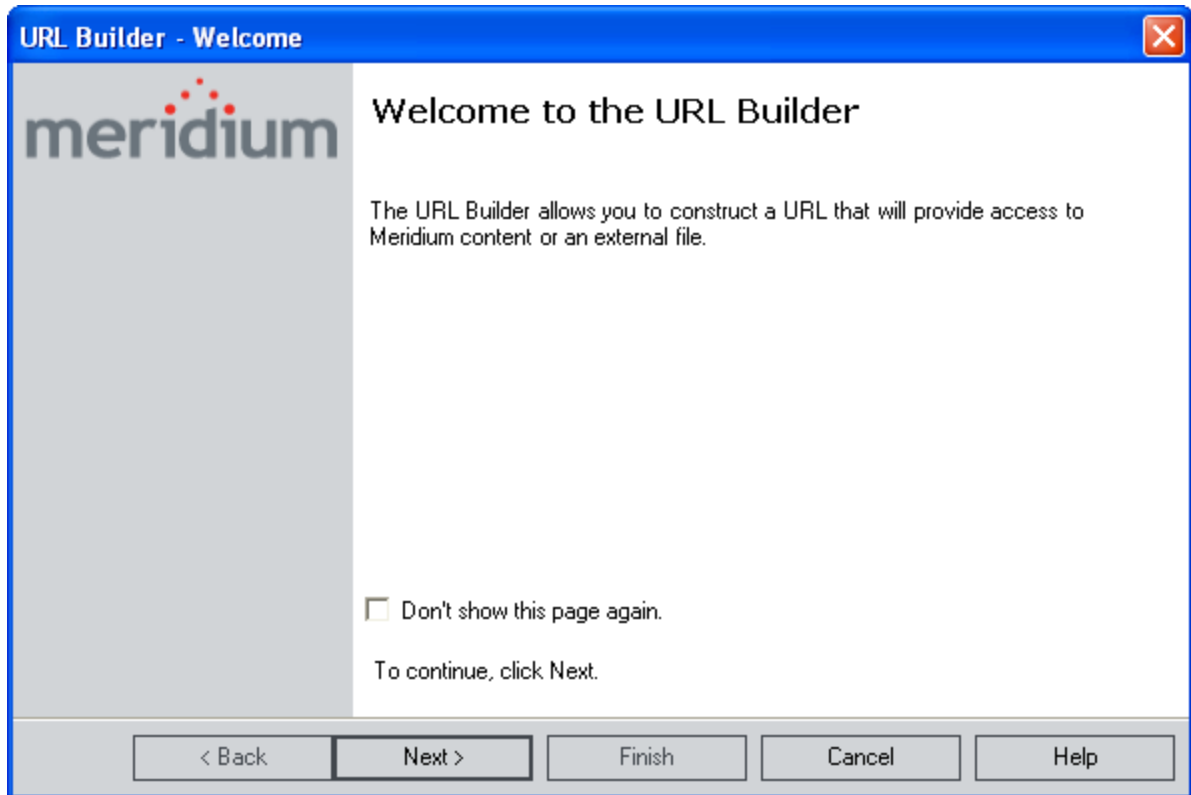 URL Builder - Welcome
meridium
Welcome to the URL Builder
The URL Builder allows you to construct a URL that will provide access to
Meridium content or an external file.
Don't show this page again.
To continue, click Next.
< Back
Next >
Finish
Cancel
Help